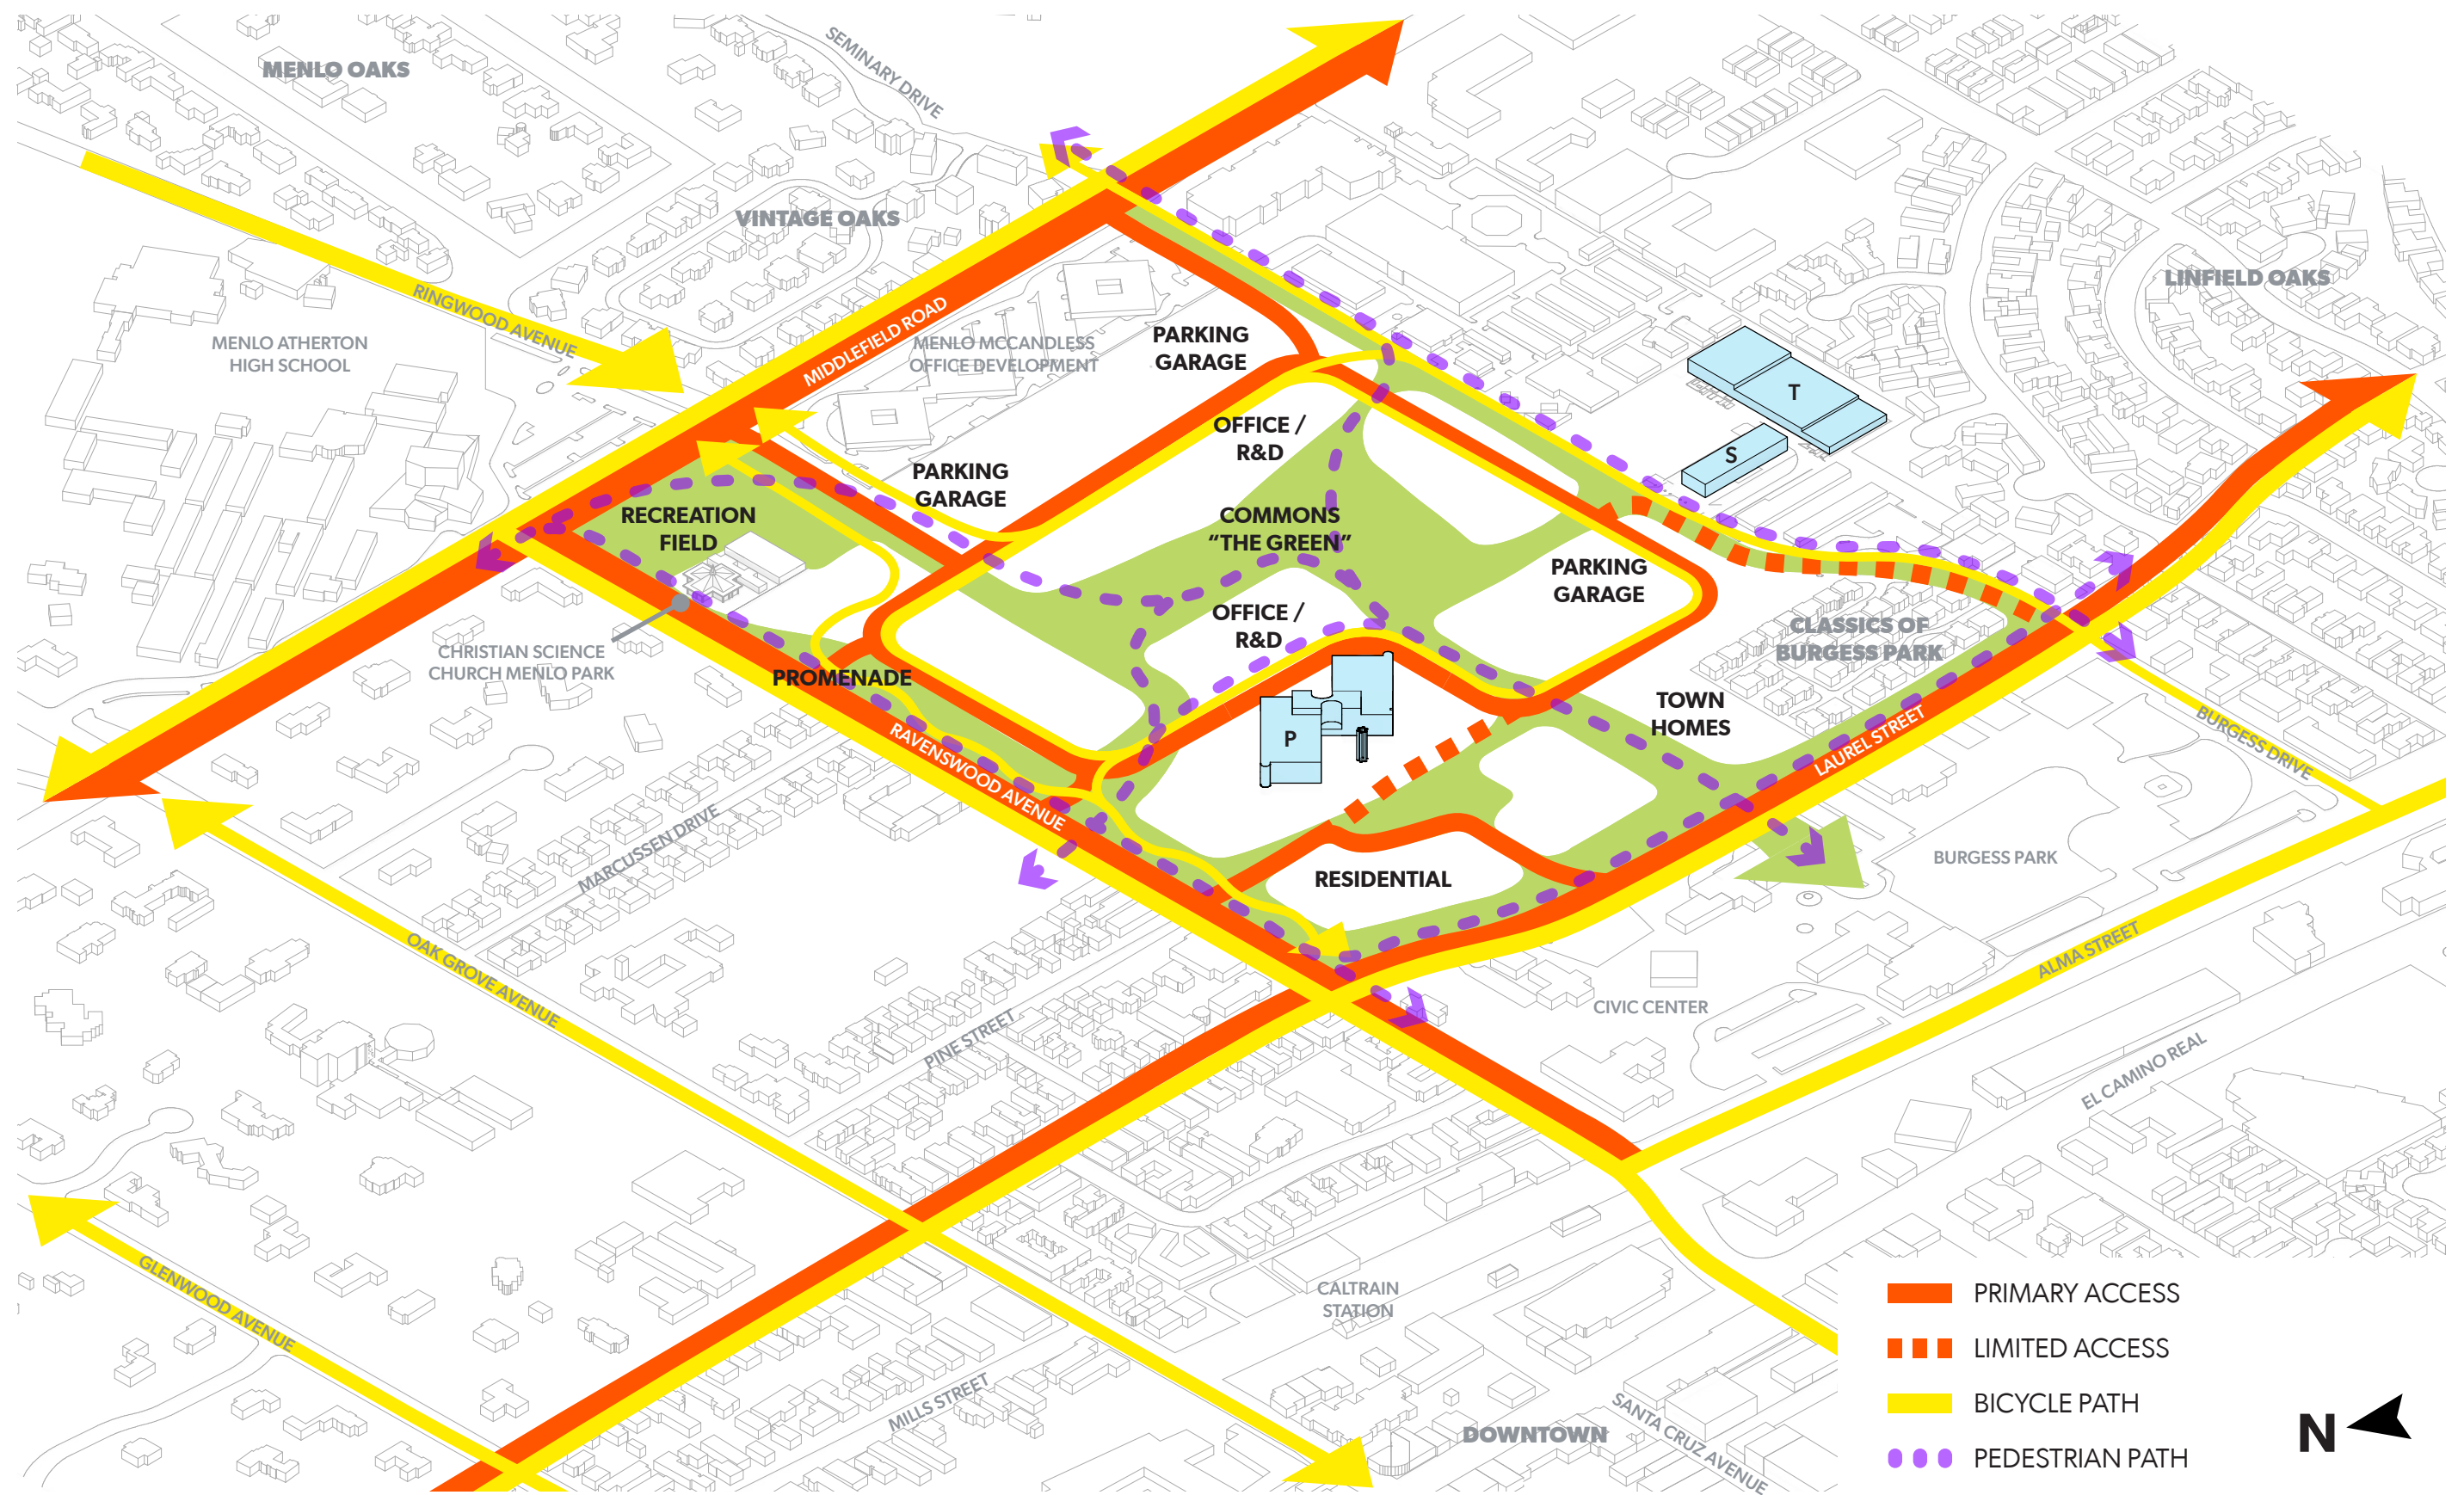 MENLO OAKS
SEMINARY DRIVE
VINTAGE OAKS
LINFIELD OAKS
RINGWOOD AVENUE
MIDDLEFIELD ROAD
MENLO ATHERTON
HIGH SCHOOL
MENLO MCCANDLESS
OFFICE DEVELOPMENT
PARKING
GARAGE
T
S
OFFICE /
R&D
PARKING
GARAGE
RECREATION
FIELD
COMMONS
“THE GREEN”
PARKING
GARAGE
OFFICE /
R&D
CLASSICS OF
BURGESS PARK
CHRISTIAN SCIENCE
CHURCH MENLO PARK
PROMENADE
TOWN
HOMES
P
RAVENSWOOD AVENUE
LAUREL STREET
BURGESS DRIVE
MARCUSSEN DRIVE
BURGESS PARK
RESIDENTIAL
OAK GROVE AVENUE
ALMA STREET
CIVIC CENTER
PINE STREET
EL CAMINO REAL
GLENWOOD AVENUE
CALTRAIN
STATION
MILLS STREET
DOWNTOWN
SANTA CRUZ AVENUE
PRIMARY ACCESS
LIMITED ACCESS
BICYCLE PATH
PEDESTRIAN PATH
N